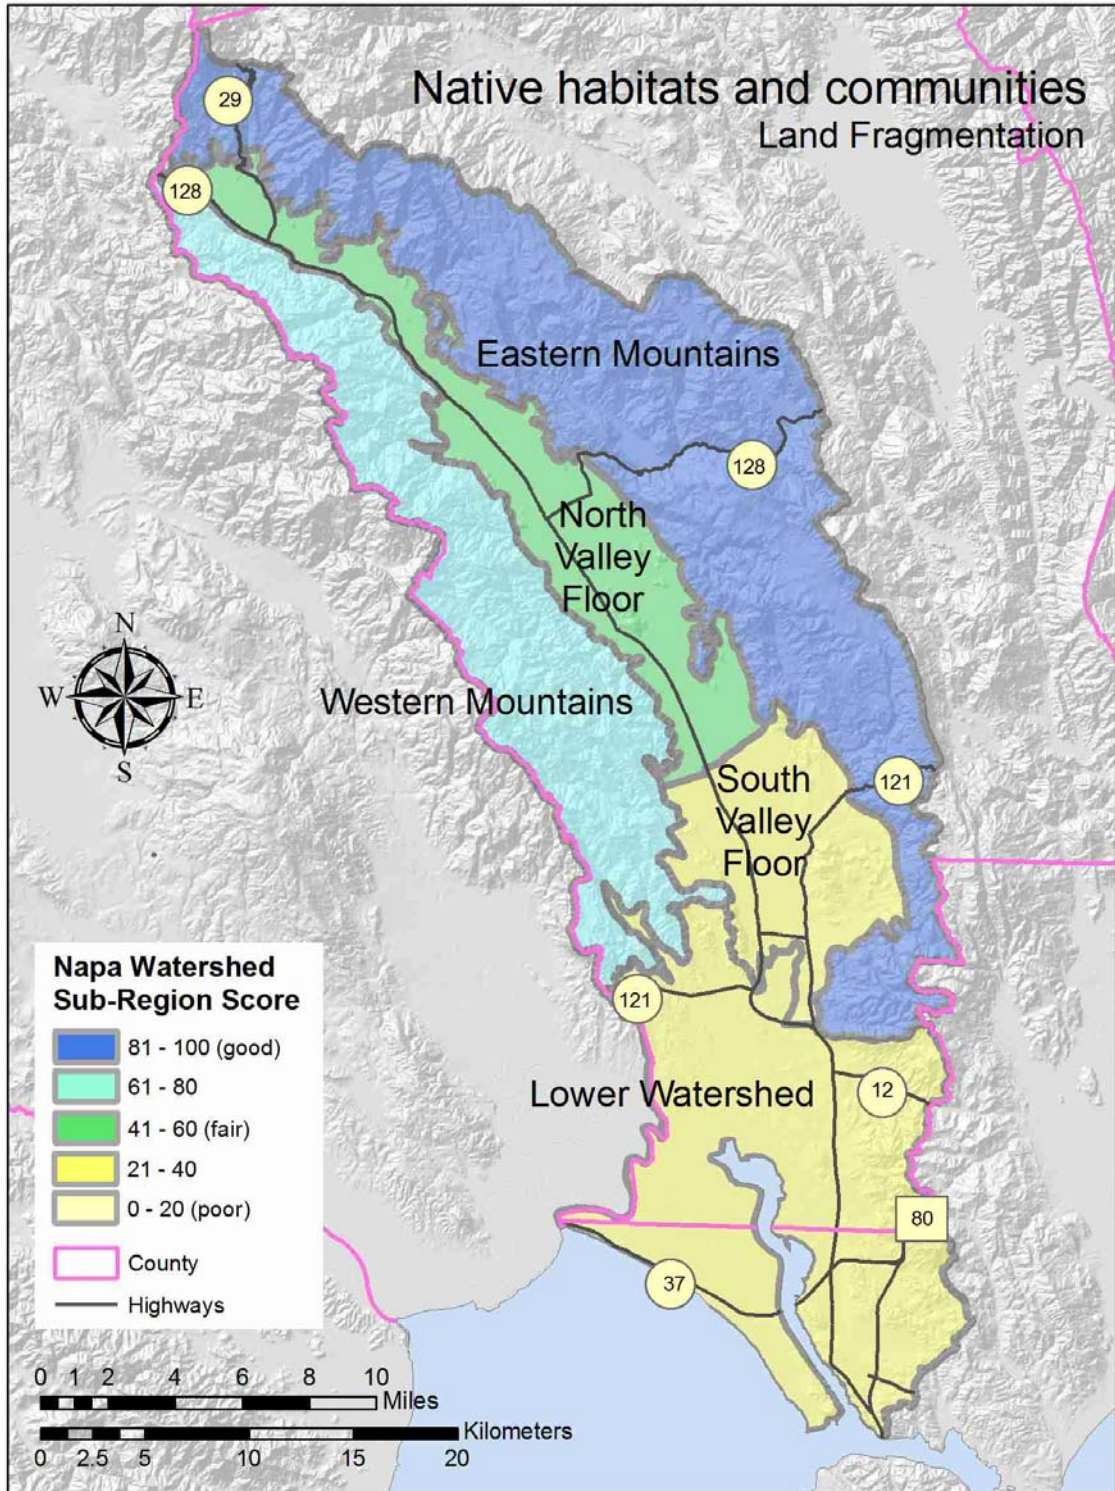 Native habitats and communities
Land Fragmentation
29
128
Eastern Mountains
128
North
Valley
Floor
N
W E
S
Western Mountains
South
Valley
Floor
121
121
Lower Watershed
12
80
37
Napa Watershed
Sub-Region Score
81 - 100 (good)
61 - 80
41 - 60 (fair)
21 - 40
0 - 20 (poor)
County
Highways
0 1 2 4 6 8 10
Miles
Kilometers
0 2.5 5 10 15 20